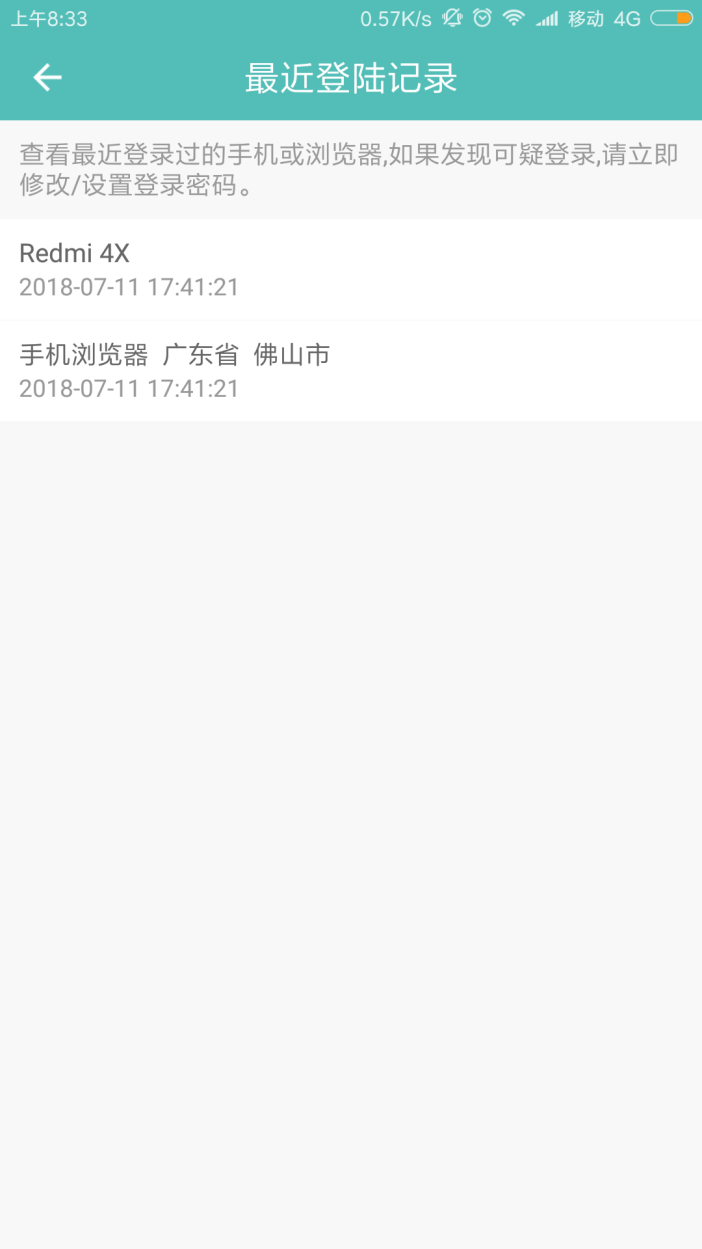 上午8:33 0.57K/s 移动 4G
最近登陆记录
查看最近登录过的手机或浏览器,如果发现可疑登录,请立即
修改/设置登录密码。
Redmi 4X
2018-07-11 17:41:21
手机浏览器 广东省 佛山市
2018-07-11 17:41:21